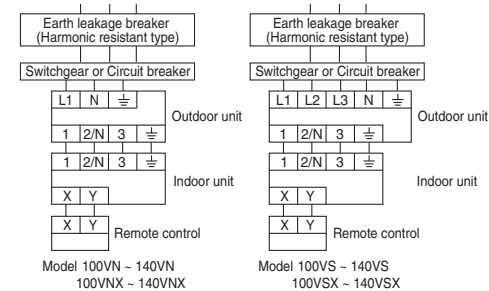 Earth leakage breaker
(Harmonic resistant type)
Switchgear or Circuit breaker
L1 N ⏚
Outdoor unit
1 2/N 3 ⏚
1 2/N 3 ⏚
Indoor unit
X Y
X Y
Remote control
Model 100VN ~ 140VN
100VNX ~ 140VNX
Earth leakage breaker
(Harmonic resistant type)
Switchgear or Circuit breaker
L1 L2 L3 N ⏚
Outdoor unit
1 2/N 3 ⏚
1 2/N 3 ⏚
Indoor unit
X Y
X Y
Remote control
Model 100VS ~ 140VS
100VSX ~ 140VSX